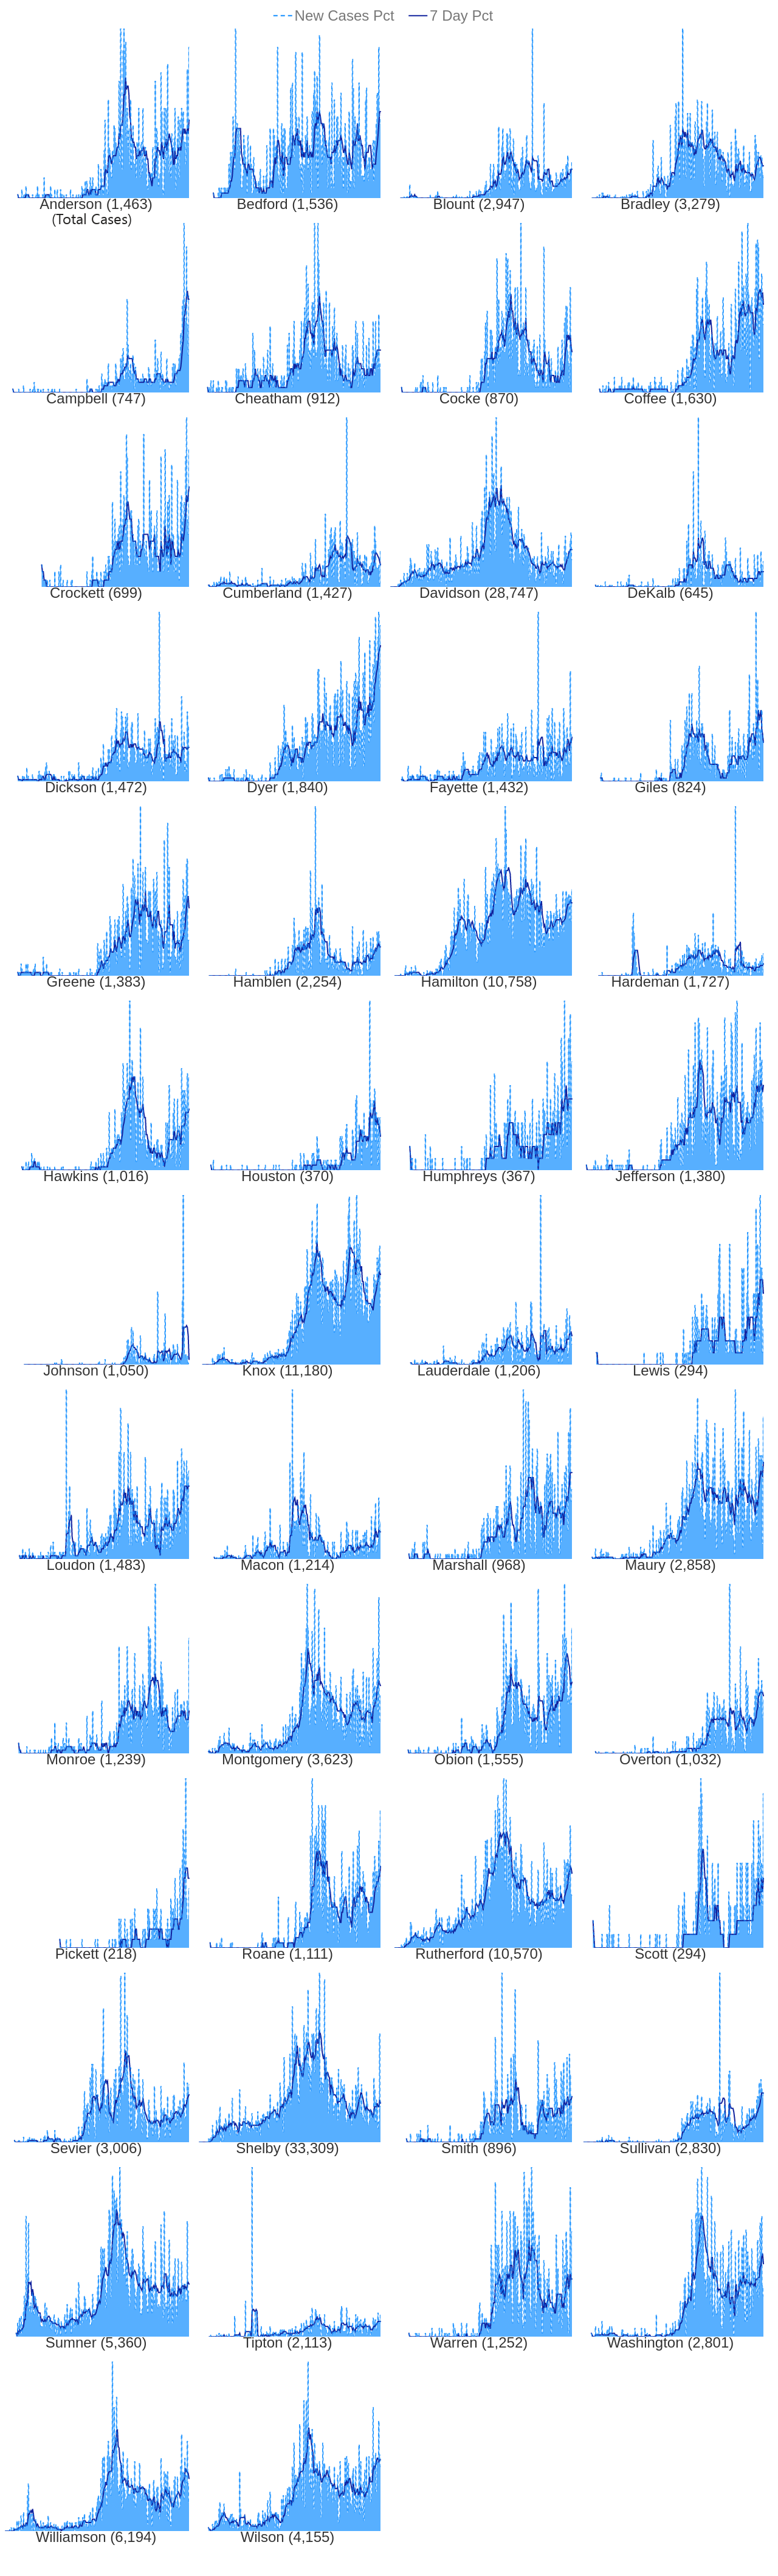 New Cases Pct 7 Day Pct
Anderson (1,463) Bedford (1,536) Blount (2,947) Bradley (3,279)
(Total Cases)
Campbell (747) Cheatham (912) Cocke (870) Coffee (1,630)
Crockett (699) Cumberland (1,427) Davidson (28,747) DeKalb (645)
Dickson (1,472) Dyer (1,840) Fayette (1,432) Giles (824)
Greene (1,383) Hamblen (2,254) Hamilton (10,758) Hardeman (1,727)
Hawkins (1,016) Houston (370) Humphreys (367) Jefferson (1,380)
Johnson (1,050) Knox (11,180) Lauderdale (1,206) Lewis (294)
Loudon (1,483) Macon (1,214) Marshall (968) Maury (2,858)
Monroe (1,239) Montgomery (3,623) Obion (1,555) Overton (1,032)
Pickett (218) Roane (1,111) Rutherford (10,570) Scott (294)
Sevier (3,006) Shelby (33,309) Smith (896) Sullivan (2,830)
Sumner (5,360) Tipton (2,113) Warren (1,252) Washington (2,801)
Williamson (6,194) Wilson (4,155)